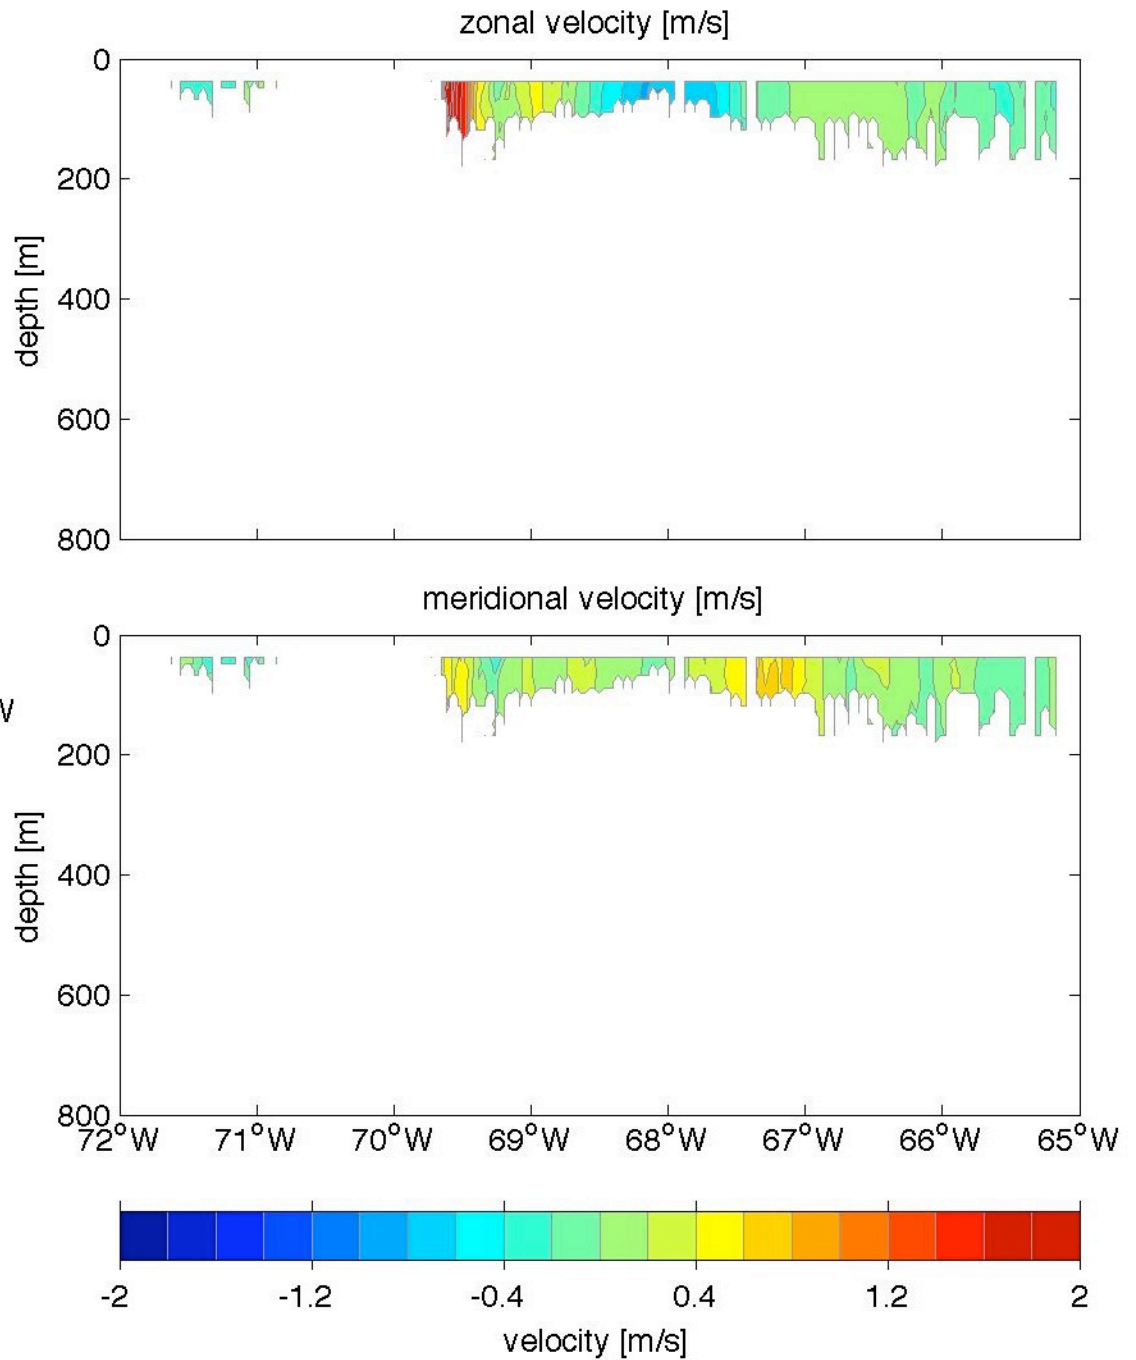 zonal velocity [m/s]
0
200
400
600
800
depth [m]
meridional velocity [m/s]
0
200
400
600
800
depth [m]
W
72°W 71°W 70°W 69°W 68°W 67°W 66°W 65°W
-2 -1.2 -0.4 0.4 1.2 2
velocity [m/s]